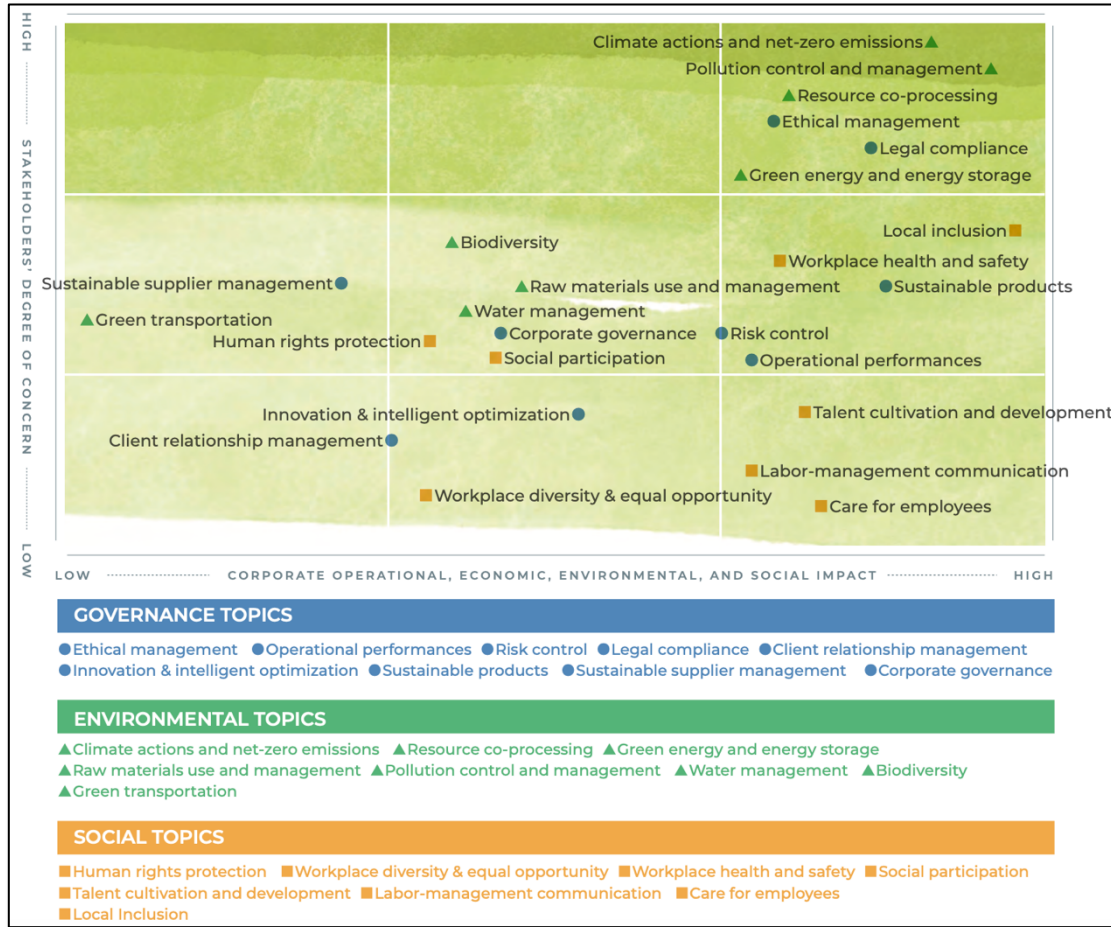 HIGH
STAKEHOLDERS' DEGREE OF CONCERN
LOW
Climate actions and net-zero emissions▲
Pollution control and management▲
▲Resource co-processing
●Ethical management
●Legal compliance
▲Green energy and energy storage
Local inclusion■
▲Biodiversity
■Workplace health and safety
Sustainable supplier management●
▲Raw materials use and management
●Sustainable products
▲Water management
▲Green transportation
●Corporate governance
●Risk control
Human rights protection■
■Social participation
●Operational performances
Innovation & intelligent optimization●
■Talent cultivation and development
Client relationship management●
■Labor-management communication
■Workplace diversity & equal opportunity
■Care for employees
LOW CORPORATE OPERATIONAL, ECONOMIC, ENVIRONMENTAL, AND SOCIAL IMPACT HIGH
GOVERNANCE TOPICS
●Ethical management ●Operational performances ●Risk control ●Legal compliance ●Client relationship management
●Innovation & intelligent optimization ●Sustainable products ●Sustainable supplier management ●Corporate governance
ENVIRONMENTAL TOPICS
▲Climate actions and net-zero emissions ▲Resource co-processing ▲Green energy and energy storage
▲Raw materials use and management ▲Pollution control and management ▲Water management ▲Biodiversity
▲Green transportation
SOCIAL TOPICS
■Human rights protection ■Workplace diversity & equal opportunity ■Workplace health and safety ■Social participation
■Talent cultivation and development ■Labor-management communication ■Care for employees
■Local Inclusion